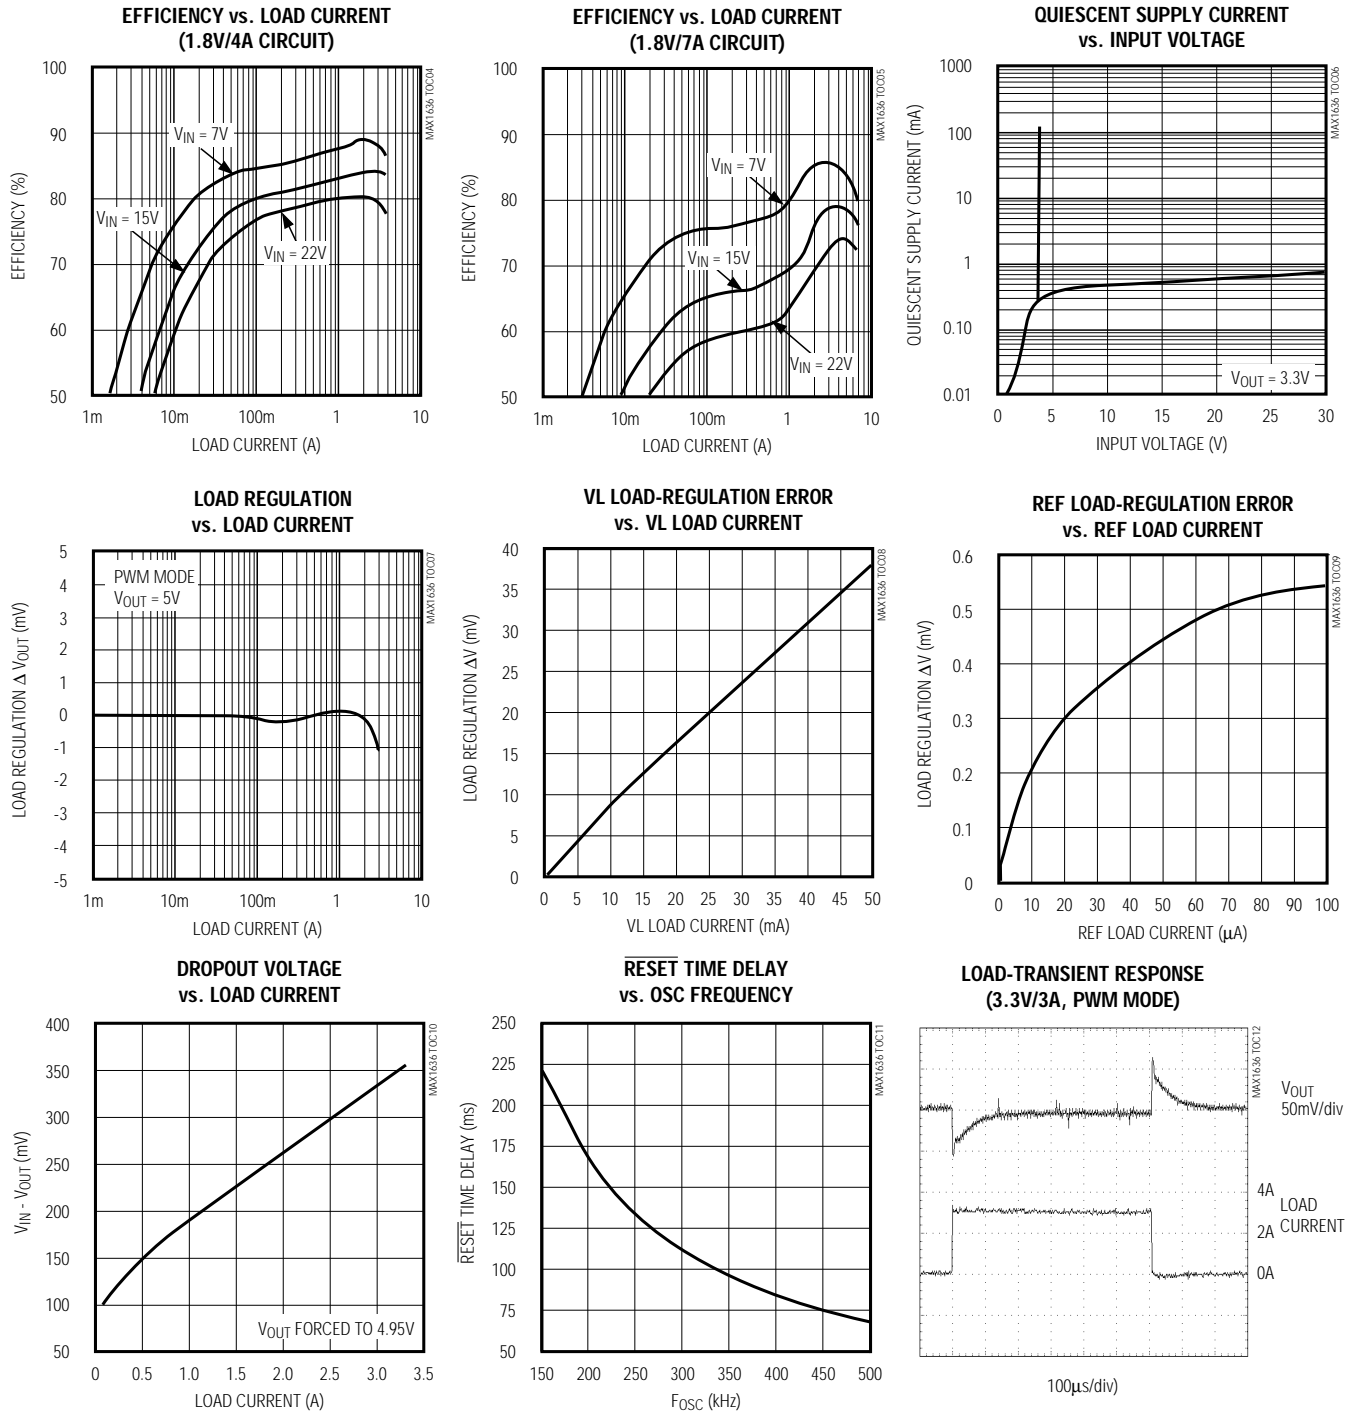 EFFICIENCY vs. LOAD CURRENT
(1.8V/4A CIRCUIT)
100
90
80
70
60
50
EFFICIENCY (%)
VIN = 7V
VIN = 15V
VIN = 22V
1m 10m 100m 1 10
LOAD CURRENT (A)
MAX1636 TOC04
EFFICIENCY vs. LOAD CURRENT
(1.8V/7A CIRCUIT)
100
90
80
70
60
50
EFFICIENCY (%)
VIN = 7V
VIN = 15V
VIN = 22V
1m 10m 100m 1 10
LOAD CURRENT (A)
MAX1636 TOC05
QUIESCENT SUPPLY CURRENT
vs. INPUT VOLTAGE
1000
100
10
1
0.10
0.01
QUIESCENT SUPPLY CURRENT (mA)
VOUT = 3.3V
0 5 10 15 20 25 30
INPUT VOLTAGE (V)
MAX1636 TOC06
LOAD REGULATION
vs. LOAD CURRENT
5
4
3
2
1
0
-1
-2
-3
-4
-5
LOAD REGULATION Δ VOUT (mV)
PWM MODE
VOUT = 5V
1m 10m 100m 1 10
LOAD CURRENT (A)
MAX1636 TOC07
VL LOAD-REGULATION ERROR
vs. VL LOAD CURRENT
40
35
30
25
20
15
10
5
0
LOAD REGULATION ΔV (mV)
0 5 10 15 20 25 30 35 40 45 50
VL LOAD CURRENT (mA)
MAX1636 TOC08
REF LOAD-REGULATION ERROR
vs. REF LOAD CURRENT
0.6
0.5
0.4
0.3
0.2
0.1
0
LOAD REGULATION ΔV (mV)
0 10 20 30 40 50 60 70 80 90 100
REF LOAD CURRENT (μA)
MAX1636 TOC09
DROPOUT VOLTAGE
vs. LOAD CURRENT
400
350
300
250
200
150
100
50
VIN - VOUT (mV)
VOUT FORCED TO 4.95V
0 0.5 1.0 1.5 2.0 2.5 3.0 3.5
LOAD CURRENT (A)
MAX1636 TOC10
RESET TIME DELAY
vs. OSC FREQUENCY
250
225
200
175
150
125
100
75
50
RESET TIME DELAY (ms)
150 200 250 300 350 400 450 500
FOSC (kHz)
MAX1636 TOC11
LOAD-TRANSIENT RESPONSE
(3.3V/3A, PWM MODE)
MAX1636 TOC12
VOUT
50mV/div
4A
LOAD
CURRENT
2A
0A
100μs/div)